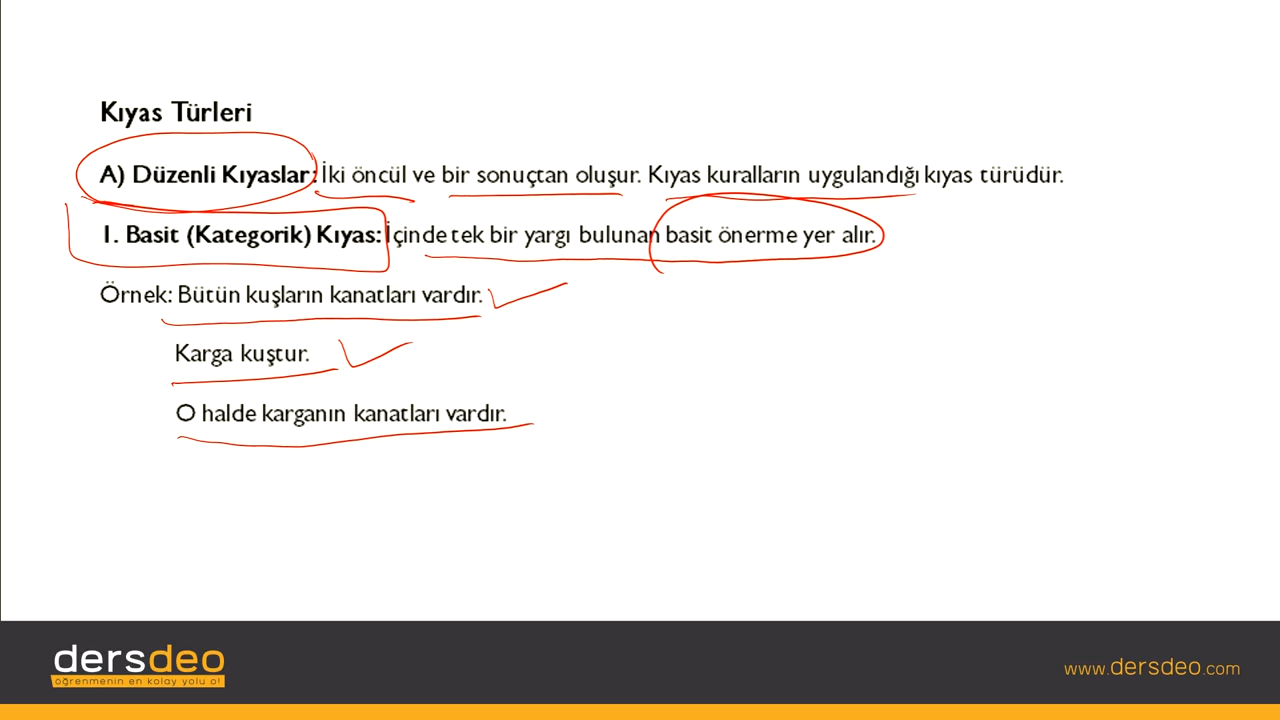 Kıyas Türleri
A) Düzenli Kıyaslar: İki öncül ve bir sonuçtan oluşur. Kıyas kuralların uygulandığı kıyas türüdür.
1. Basit (Kategorik) Kıyas: İçinde tek bir yargı bulunan basit önerme yer alır.
Örnek: Bütün kuşların kanatları vardır.
Karga kuştur.
O halde karganın kanatları vardır.
dersdeo
öğrenmenin en kolay yolu o!
www.dersdeo.com